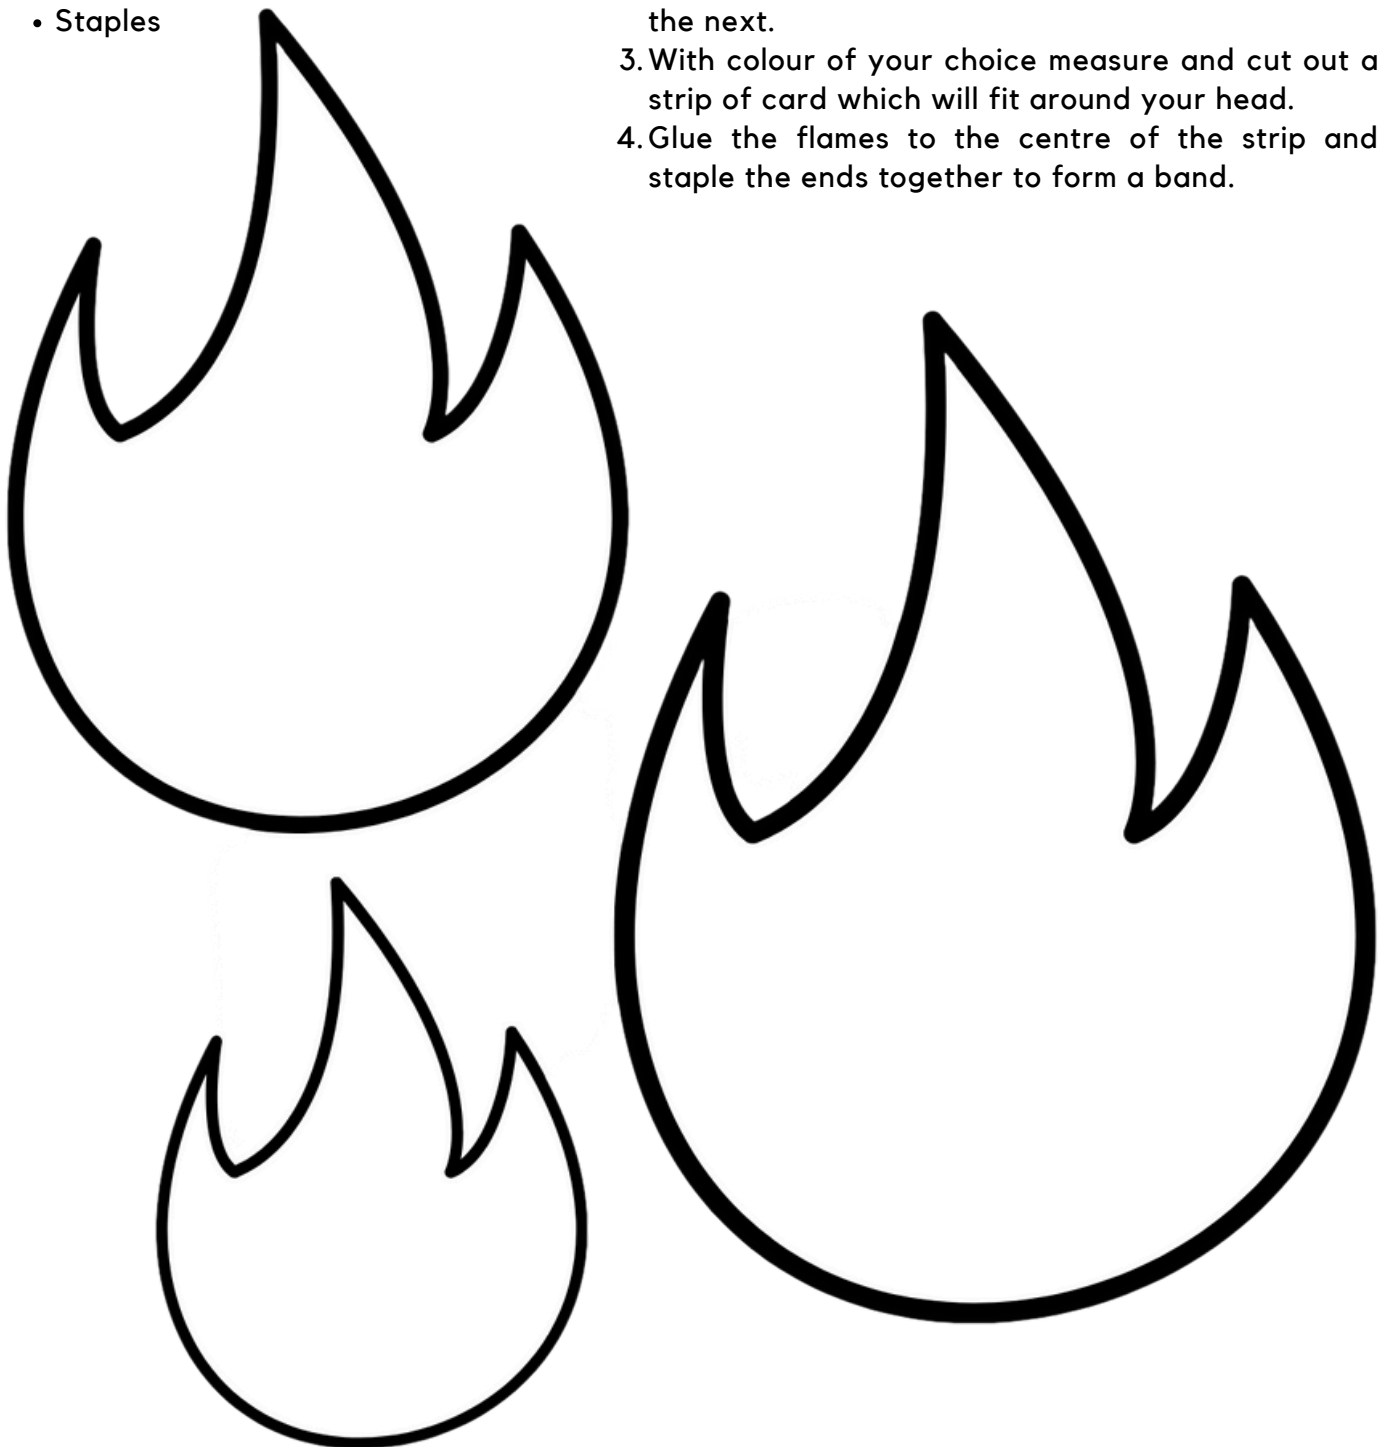 • Staples
the next.
3. With colour of your choice measure and cut out a
strip of card which will fit around your head.
4. Glue the flames to the centre of the strip and
staple the ends together to form a band.